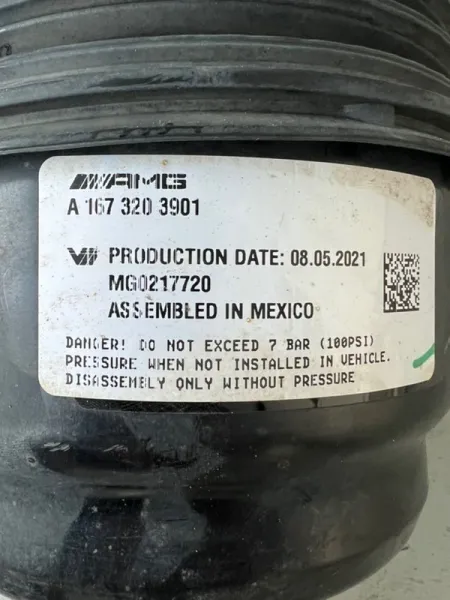 AMG
A 167 320 3901
PRODUCTION DATE: 08.05.2021
MG0217720
ASSEMBLED IN MEXICO
DANGER! DO NOT EXCEED 7 BAR (100PSI)
PRESSURE WHEN NOT INSTALLED IN VEHICLE.
DISASSEMBLY ONLY WITHOUT PRESSURE